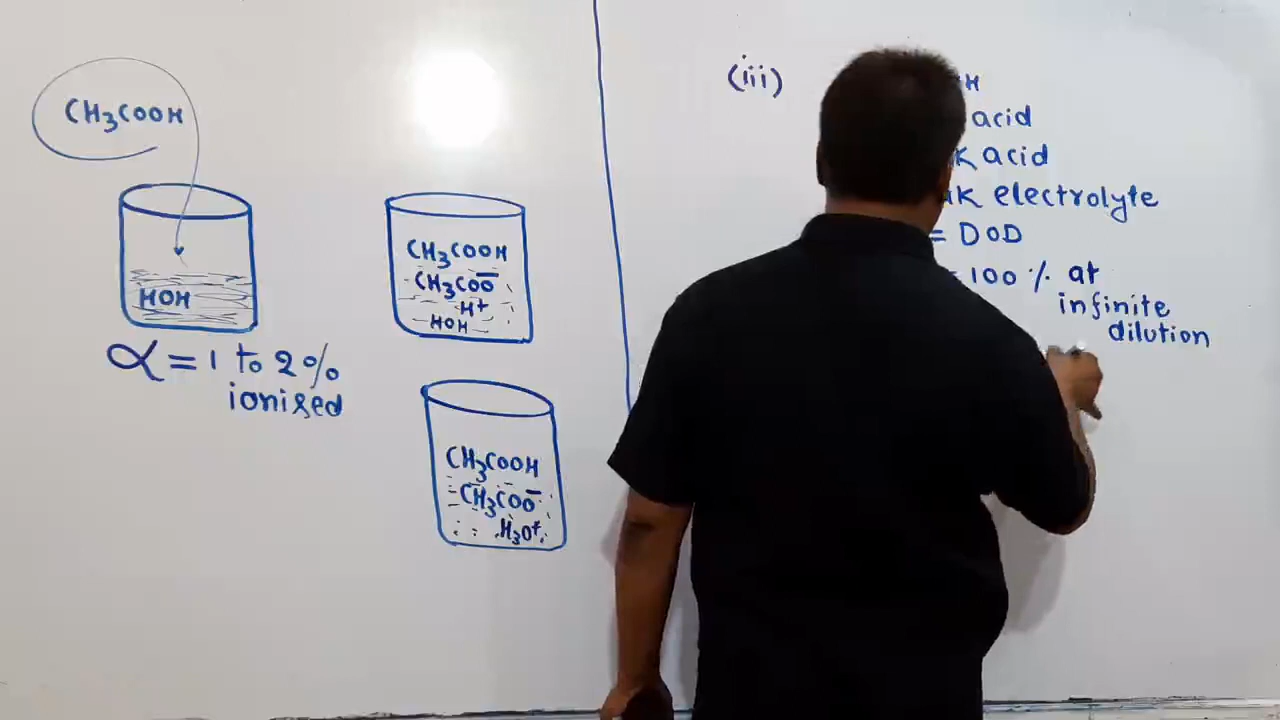 CH3COOH
HOH
α = 1 to 2 %
ionised
CH3COOH
CH3COO⁻
H⁺
HOH
CH3COOH
CH3COO⁻
H3O⁺
(iii)
acid
acid
electrolyte
= DOD
100 % at
infinite
dilution